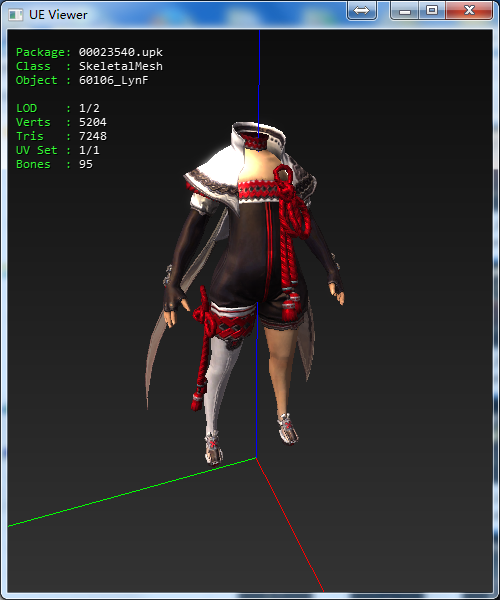 UE Viewer
Package: 00023540.upk
Class  : SkeletalMesh
Object : 60106_LynF
LOD    : 1/2
Verts  : 5204
Tris   : 7248
UV Set : 1/1
Bones  : 95